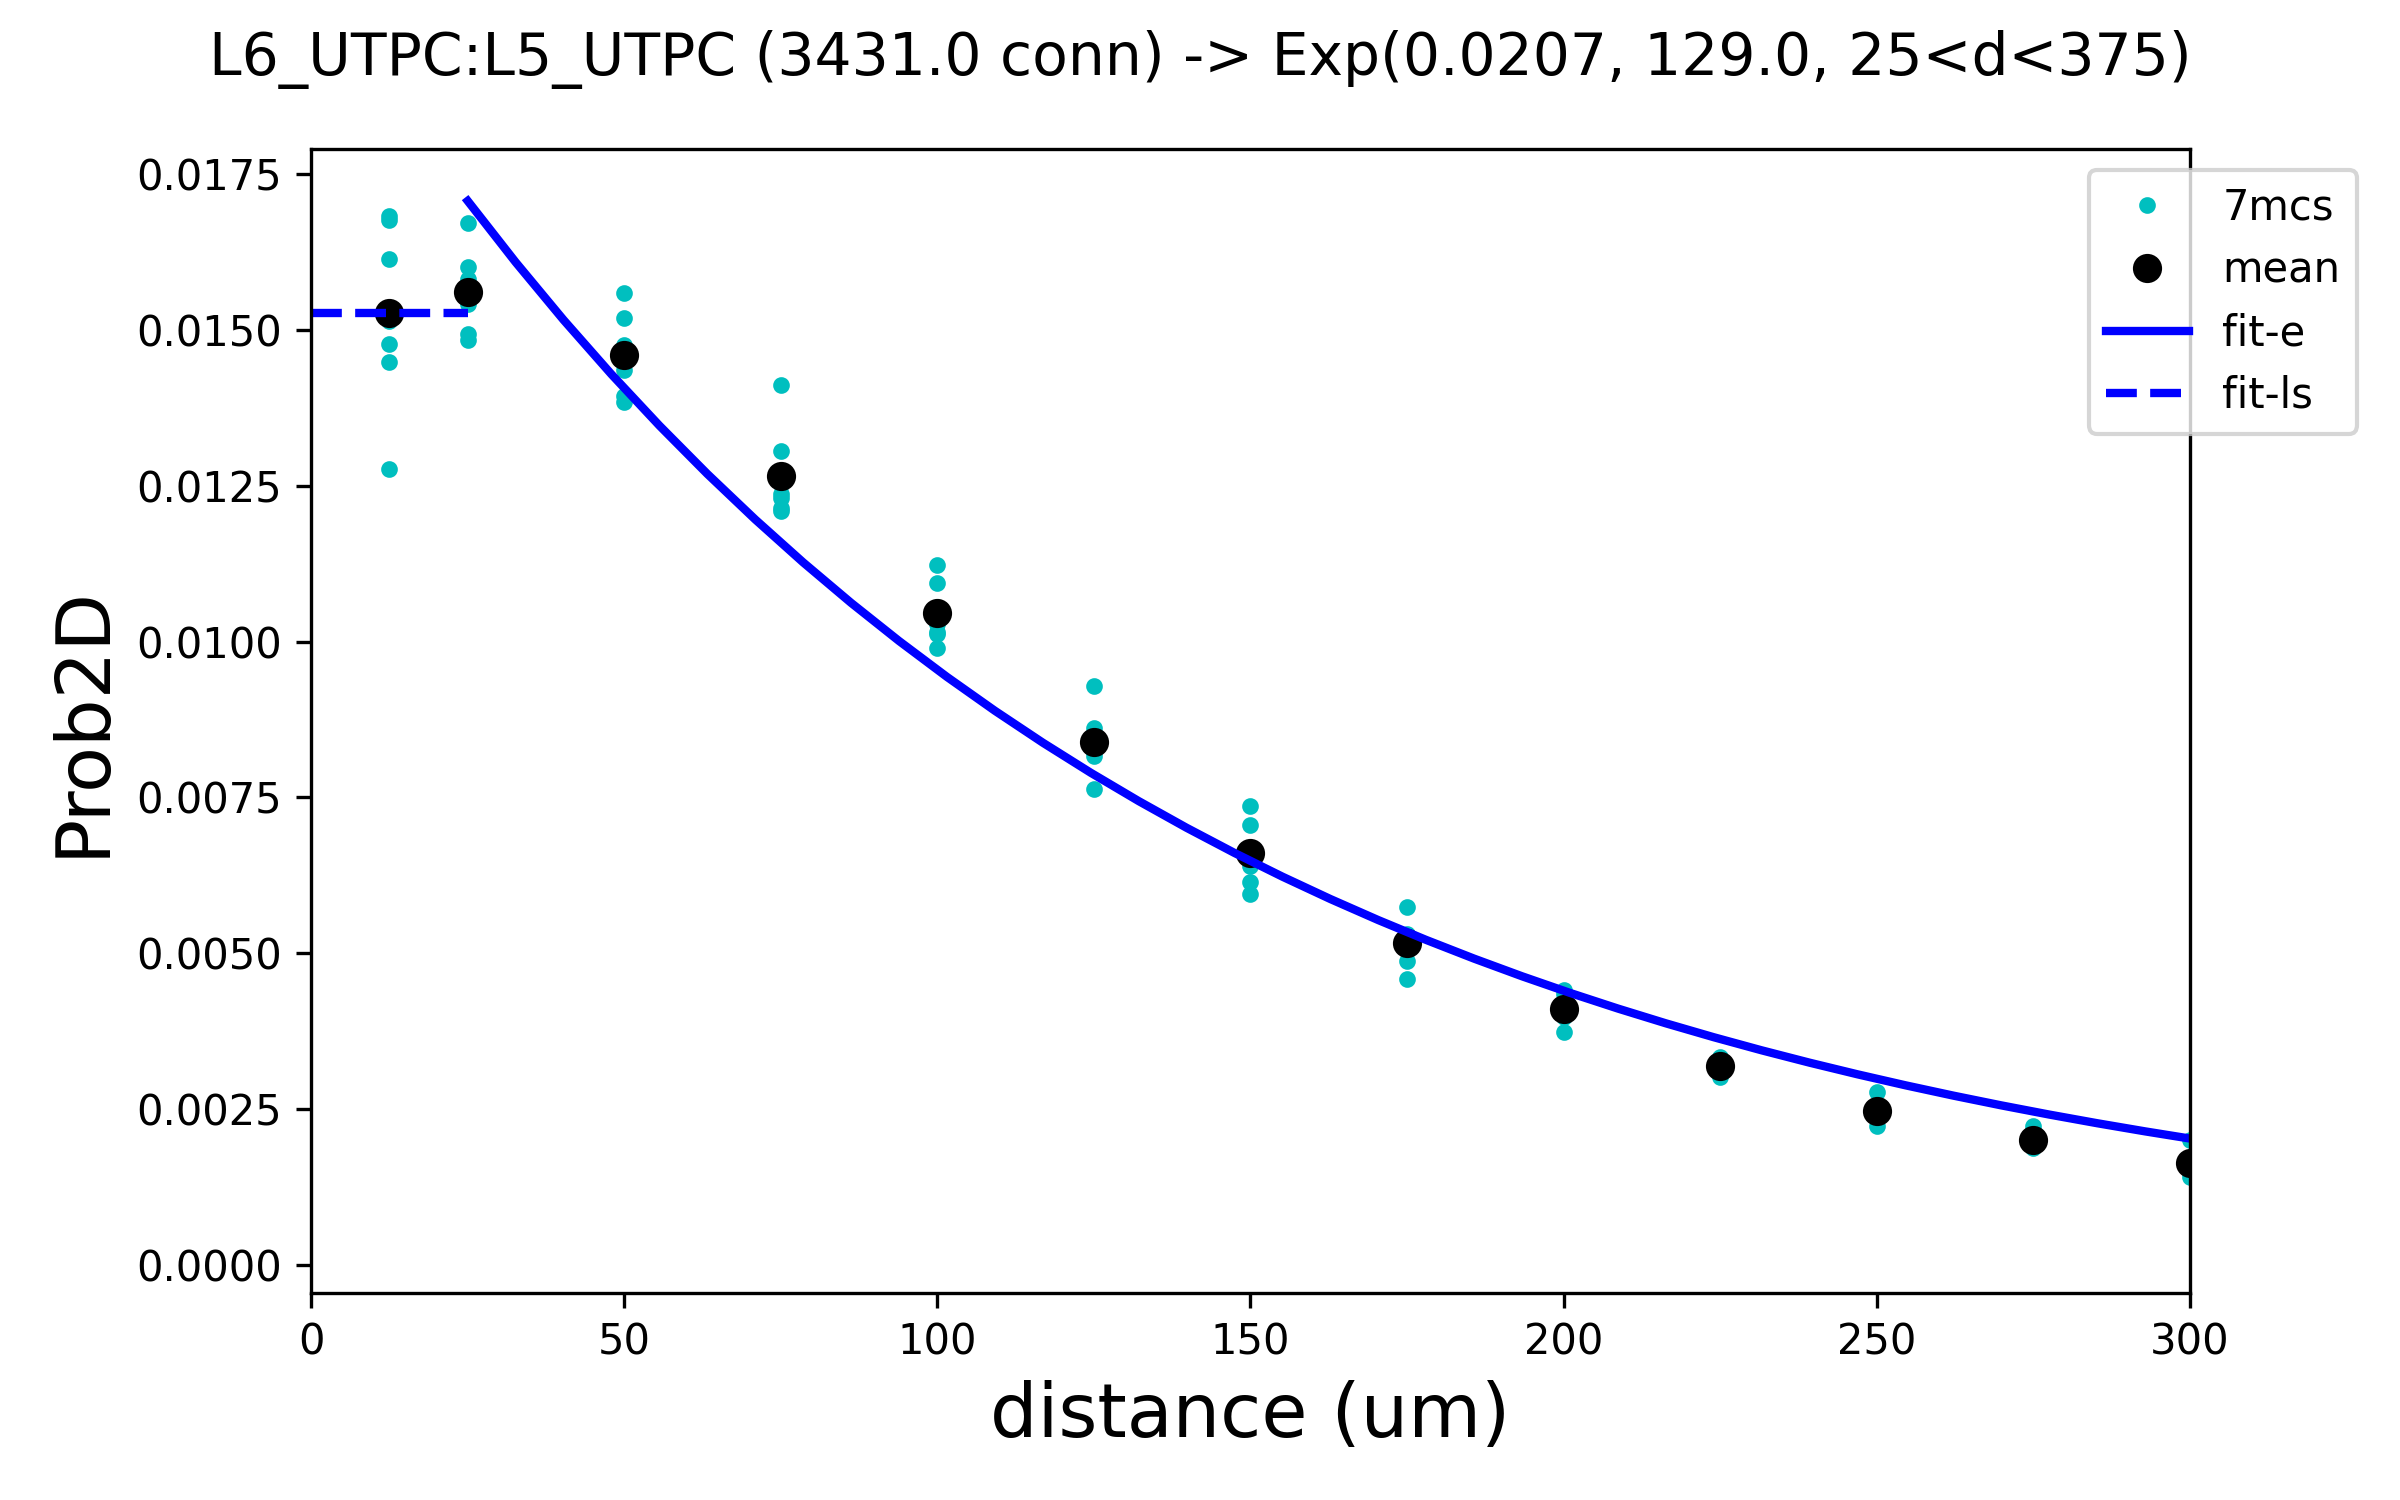 L6_UTPC:L5_UTPC (3431.0 conn) -> Exp(0.0207, 129.0, 25<d<375)
0.0175
0.0150
0.0125
0.0100
0.0075
0.0050
0.0025
0.0000
Prob2D
0 50 100 150 200 250 300
distance (um)
7mcs
mean
fit-e
fit-ls